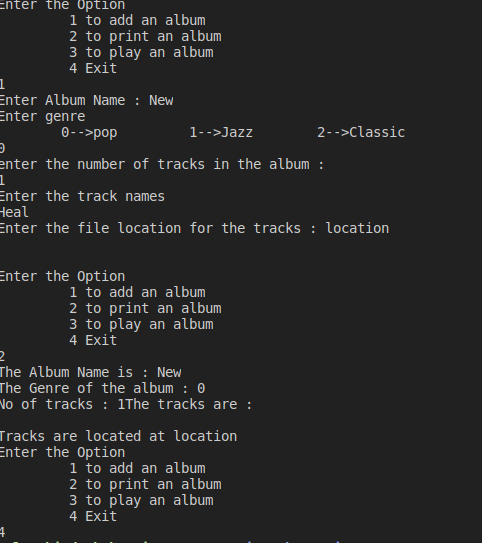 Enter the Option
1 to add an album
2 to print an album
3 to play an album
4 Exit
1
Enter Album Name : New
Enter genre
0-->pop 1-->Jazz 2-->Classic
0
enter the number of tracks in the album :
1
Enter the track names
Heal
Enter the file location for the tracks : location
Enter the Option
1 to add an album
2 to print an album
3 to play an album
4 Exit
2
The Album Name is : New
The Genre of the album : 0
No of tracks : 1The tracks are :
Tracks are located at location
Enter the Option
1 to add an album
2 to print an album
3 to play an album
4 Exit
4